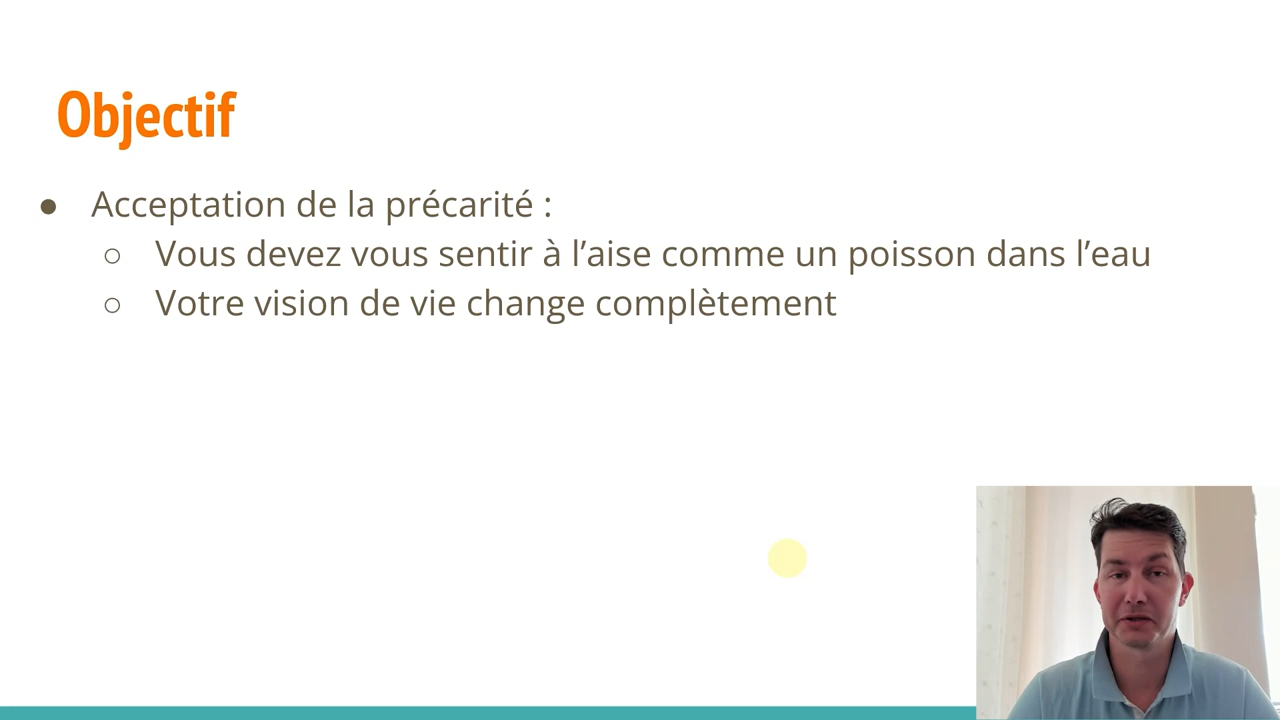 Objectif
● Acceptation de la précarité :
○ Vous devez vous sentir à l’aise comme un poisson dans l’eau
○ Votre vision de vie change complètement